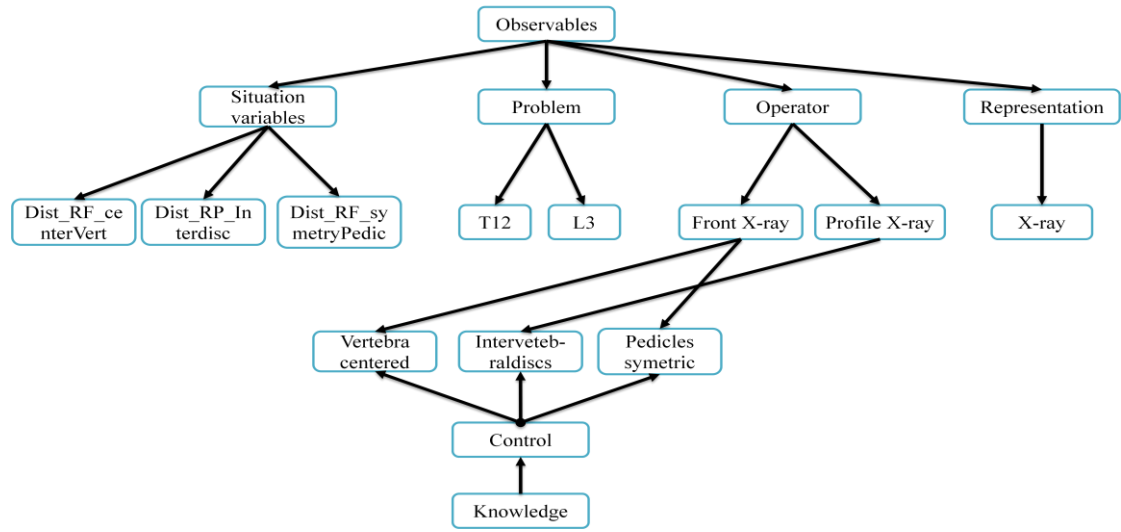 Observables
Situation
variables
Problem
Operator
Representation
Dist_RF_ce
nterVert
Dist_RP_In
terdisc
Dist_RF_sy
metryPedic
T12
L3
Front X-ray
Profile X-ray
X-ray
Vertebra
centered
Interveteb-
raldiscs
Pedicles
symetric
Control
Knowledge